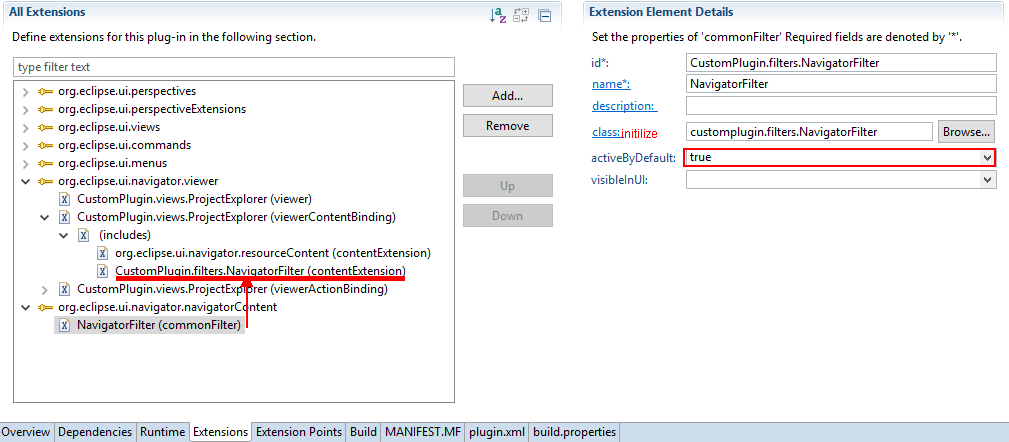 All Extensions
Define extensions for this plug-in in the following section.
type filter text
org.eclipse.ui.perspectives
org.eclipse.ui.perspectiveExtensions
org.eclipse.ui.views
org.eclipse.ui.commands
org.eclipse.ui.menus
org.eclipse.ui.navigator.viewer
CustomPlugin.views.ProjectExplorer (viewer)
CustomPlugin.views.ProjectExplorer (viewerContentBinding)
(includes)
org.eclipse.ui.navigator.resourceContent (contentExtension)
CustomPlugin.filters.NavigatorFilter (contentExtension)
CustomPlugin.views.ProjectExplorer (viewerActionBinding)
org.eclipse.ui.navigator.navigatorContent
NavigatorFilter (commonFilter)
Add...
Remove
Up
Down
Extension Element Details
Set the properties of 'commonFilter' Required fields are denoted by '*'.
id*: CustomPlugin.filters.NavigatorFilter
name*: NavigatorFilter
description:
class: initilize customplugin.filters.NavigatorFilter Browse...
activeByDefault: true
visibleInUI:
Overview Dependencies Runtime Extensions Extension Points Build MANIFEST.MF plugin.xml build.properties